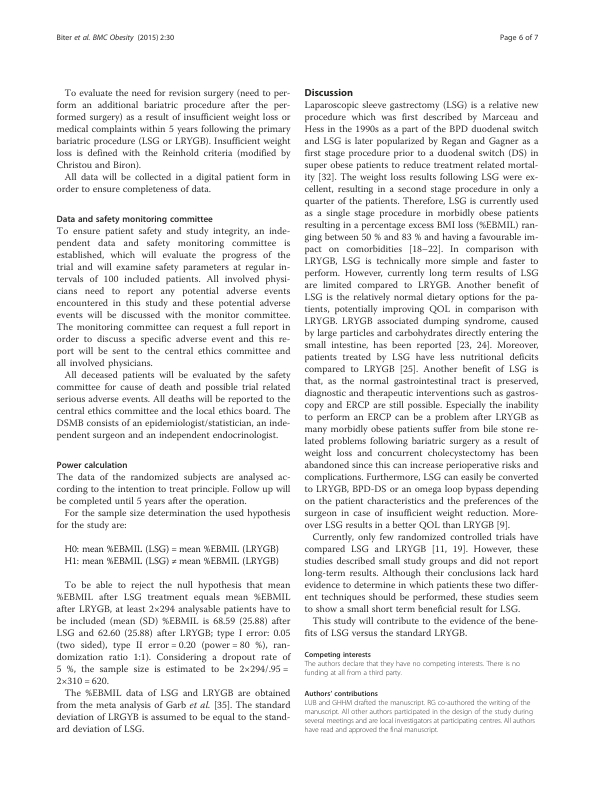 Biter et al. BMC Obesity (2015) 2:30
Page 6 of 7
To evaluate the need for revision surgery (need to per-
form an additional bariatric procedure after the per-
formed surgery) as a result of insufficient weight loss or
medical complaints within 5 years following the primary
bariatric procedure (LSG or LRYGB). Insufficient weight
loss is defined with the Reinhold criteria (modified by
Christou and Biron).
All data will be collected in a digital patient form in
order to ensure completeness of data.
Data and safety monitoring committee
To ensure patient safety and study integrity, an inde-
pendent data and safety monitoring committee is
established, which will evaluate the progress of the
trial and will examine safety parameters at regular in-
tervals of 100 included patients. All involved physi-
cians need to report any potential adverse events
encountered in this study and these potential adverse
events will be discussed with the monitor committee.
The monitoring committee can request a full report in
order to discuss a specific adverse event and this re-
port will be sent to the central ethics committee and
all involved physicians.
All deceased patients will be evaluated by the safety
committee for cause of death and possible trial related
serious adverse events. All deaths will be reported to the
central ethics committee and the local ethics board. The
DSMB consists of an epidemiologist/statistician, an inde-
pendent surgeon and an independent endocrinologist.
Power calculation
The data of the randomized subjects are analysed ac-
cording to the intention to treat principle. Follow up will
be completed until 5 years after the operation.
For the sample size determination the used hypothesis
for the study are:
H0: mean %EBMIL (LSG) = mean %EBMIL (LRYGB)
H1: mean %EBMIL (LSG) ≠ mean %EBMIL (LRYGB)
To be able to reject the null hypothesis that mean
%EBMIL after LSG treatment equals mean %EBMIL
after LRYGB, at least 2×294 analysable patients have to
be included (mean (SD) %EBMIL is 68.59 (25.88) after
LSG and 62.60 (25.88) after LRYGB; type I error: 0.05
(two sided), type II error = 0.20 (power = 80 %), ran-
domization ratio 1:1). Considering a dropout rate of
5 %, the sample size is estimated to be 2×294/.95 =
2×310 = 620.
The %EBMIL data of LSG and LRYGB are obtained
from the meta analysis of Garb et al. [35]. The standard
deviation of LRGYB is assumed to be equal to the stand-
ard deviation of LSG.
Discussion
Laparoscopic sleeve gastrectomy (LSG) is a relative new
procedure which was first described by Marceau and
Hess in the 1990s as a part of the BPD duodenal switch
and LSG is later popularized by Regan and Gagner as a
first stage procedure prior to a duodenal switch (DS) in
super obese patients to reduce treatment related mortal-
ity [32]. The weight loss results following LSG were ex-
cellent, resulting in a second stage procedure in only a
quarter of the patients. Therefore, LSG is currently used
as a single stage procedure in morbidly obese patients
resulting in a percentage excess BMI loss (%EBMIL) ran-
ging between 50 % and 83 % and having a favourable im-
pact on comorbidities [18–22]. In comparison with
LRYGB, LSG is technically more simple and faster to
perform. However, currently long term results of LSG
are limited compared to LRYGB. Another benefit of
LSG is the relatively normal dietary options for the pa-
tients, potentially improving QOL in comparison with
LRYGB. LRYGB associated dumping syndrome, caused
by large particles and carbohydrates directly entering the
small intestine, has been reported [23, 24]. Moreover,
patients treated by LSG have less nutritional deficits
compared to LRYGB [25]. Another benefit of LSG is
that, as the normal gastrointestinal tract is preserved,
diagnostic and therapeutic interventions such as gastros-
copy and ERCP are still possible. Especially the inability
to perform an ERCP can be a problem after LRYGB as
many morbidly obese patients suffer from bile stone re-
lated problems following bariatric surgery as a result of
weight loss and concurrent cholecystectomy has been
abandoned since this can increase perioperative risks and
complications. Furthermore, LSG can easily be converted
to LRYGB, BPD-DS or an omega loop bypass depending
on the patient characteristics and the preferences of the
surgeon in case of insufficient weight reduction. More-
over LSG results in a better QOL than LRYGB [9].
Currently, only few randomized controlled trials have
compared LSG and LRYGB [11, 19]. However, these
studies described small study groups and did not report
long-term results. Although their conclusions lack hard
evidence to determine in which patients these two differ-
ent techniques should be performed, these studies seem
to show a small short term beneficial result for LSG.
This study will contribute to the evidence of the bene-
fits of LSG versus the standard LRYGB.
Competing interests
The authors declare that they have no competing interests. There is no
funding at all from a third party.
Authors' contributions
LUB and GHHM drafted the manuscript. RG co-authored the writing of the
manuscript. All other authors participated in the design of the study during
several meetings and are local investigators at participating centres. All authors
have read and approved the final manuscript.